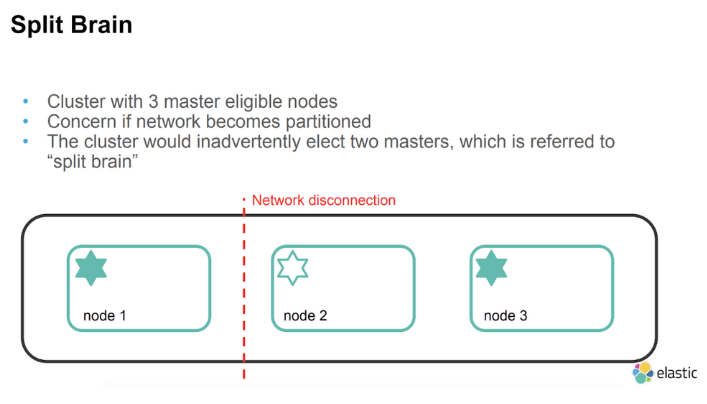 Split Brain
Cluster with 3 master eligible nodes
Concern if network becomes partitioned
The cluster would inadvertently elect two masters, which is referred to
“split brain”
Network disconnection
node 1
node 2
node 3
elastic